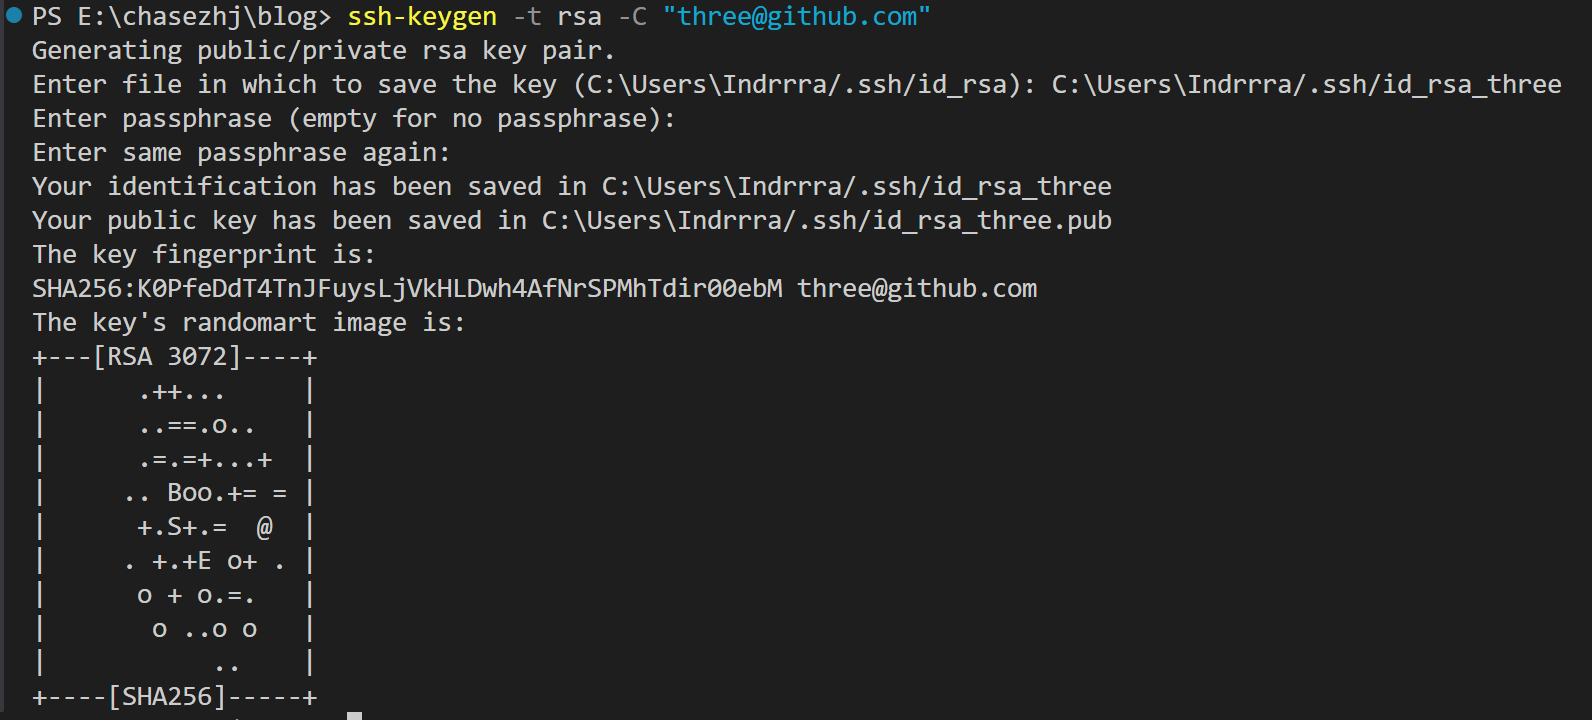 PS E:\chasezhj\blog> ssh-keygen -t rsa -C "three@github.com"
Generating public/private rsa key pair.
Enter file in which to save the key (C:\Users\Indrrra/.ssh/id_rsa): C:\Users\Indrrra/.ssh/id_rsa_three
Enter passphrase (empty for no passphrase):
Enter same passphrase again:
Your identification has been saved in C:\Users\Indrrra/.ssh/id_rsa_three
Your public key has been saved in C:\Users\Indrrra/.ssh/id_rsa_three.pub
The key fingerprint is:
SHA256:K0PfeDdT4TnJFuysLjVkHLDwh4AfNrSPMhTdir00ebM three@github.com
The key's randomart image is:
+---[RSA 3072]----+
|      .++...     |
|      ..==.o..   |
|      .=.=+...+  |
|     .. Boo.+= = |
|      +.S+.=  @  |
|     . +.+E o+ . |
|      o + o.=.   |
|       o ..o o   |
|           ..    |
+----[SHA256]-----+